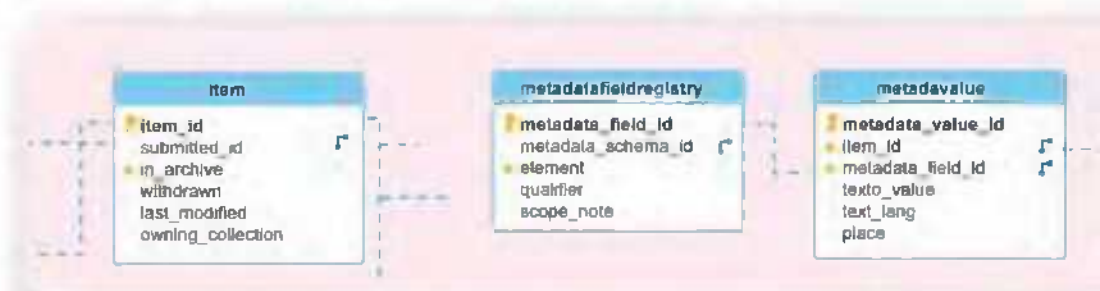 item
item_id
submitted_id
in_archive
withdrawn
last_modified
owning_collection
metadatafieldregistry
metadata_field_id
metadata_schema_id
element
qualifier
scope_note
metadavalue
metadata_value_id
item_id
metadata_field_id
texto_value
text_lang
place